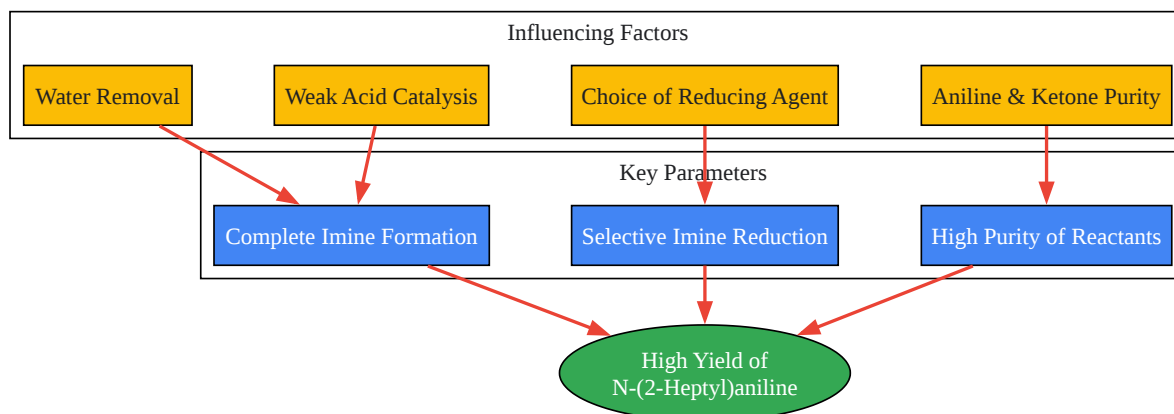 Influencing Factors
Water Removal
Weak Acid Catalysis
Choice of Reducing Agent
Aniline & Ketone Purity
Key Parameters
Complete Imine Formation
Selective Imine Reduction
High Purity of Reactants
High Yield of
N-(2-Heptyl)aniline